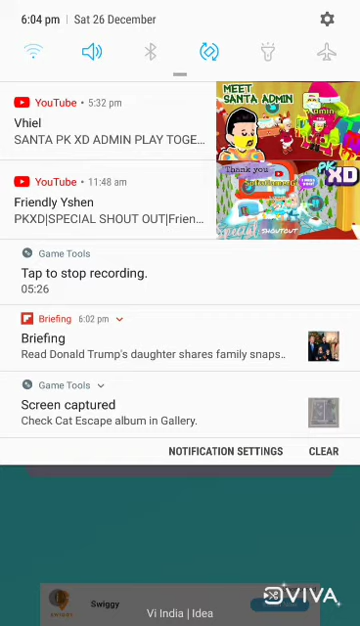 6:04 pm | Sat 26 December
YouTube • 5:32 pm
Vhiel
SANTA PK XD ADMIN PLAY TOGE...
MEET
SANTA ADMIN
YouTube • 11:48 am
Friendly Yshen
PKXD|SPECIAL SHOUT OUT|Frien...
Thank you
PK
XD
special SHOUTOUT
Game Tools
Tap to stop recording.
05:26
Briefing 6:02 pm
Briefing
Read Donald Trump's daughter shares family snaps..
Game Tools
Screen captured
Check Cat Escape album in Gallery.
NOTIFICATION SETTINGS CLEAR
Swiggy
VIVA
Vi India | Idea